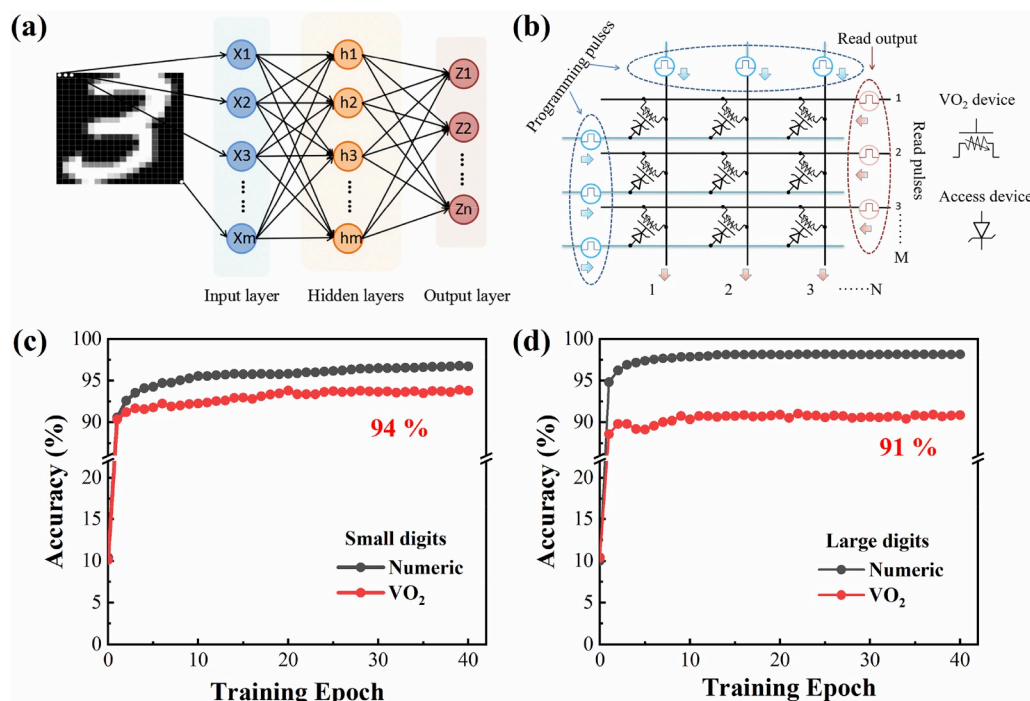 (a)
X1
X2
X3
Xm
h1
h2
h3
hm
Z1
Z2
Zn
Input layer
Hidden layers
Output layer
(b)
Programming pulses
Read output
Read pulses
1
2
3
M
1
2
3
......N
VO₂ device
Access device
(c)
Accuracy (%)
100
95
90
20
15
10
5
0
94 %
Small digits
Numeric
VO₂
0
10
20
30
40
Training Epoch
(d)
Accuracy (%)
100
95
90
20
15
10
5
0
91 %
Large digits
Numeric
VO₂
0
10
20
30
40
Training Epoch